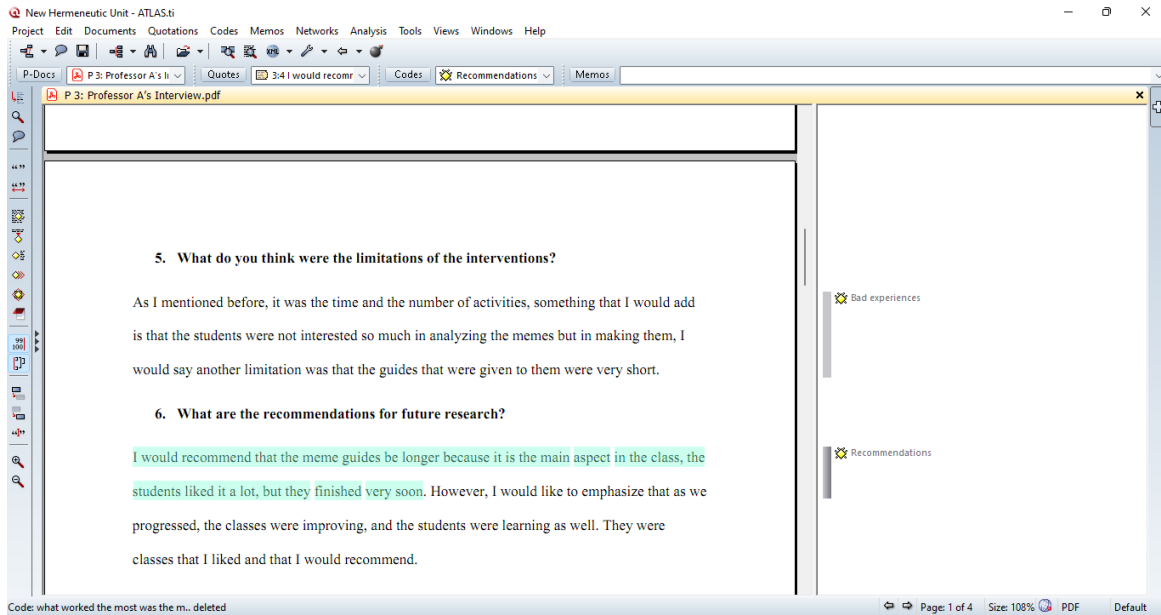 New Hermeneutic Unit - ATLAS.ti
Project Edit Documents Quotations Codes Memos Networks Analysis Tools Views Windows Help
P-Docs P 3: Professor A's Ii Quotes 3:4 I would recomr Codes Recommendations Memos
P 3: Professor A's Interview.pdf
5. What do you think were the limitations of the interventions?
As I mentioned before, it was the time and the number of activities, something that I would add
is that the students were not interested so much in analyzing the memes but in making them, I
would say another limitation was that the guides that were given to them were very short.
6. What are the recommendations for future research?
I would recommend that the meme guides be longer because it is the main aspect in the class, the
students liked it a lot, but they finished very soon. However, I would like to emphasize that as we
progressed, the classes were improving, and the students were learning as well. They were
classes that I liked and that I would recommend.
Bad experiences
Recommendations
Code: what worked the most was the m.. deleted
Page: 1 of 4 Size: 108% PDF Default